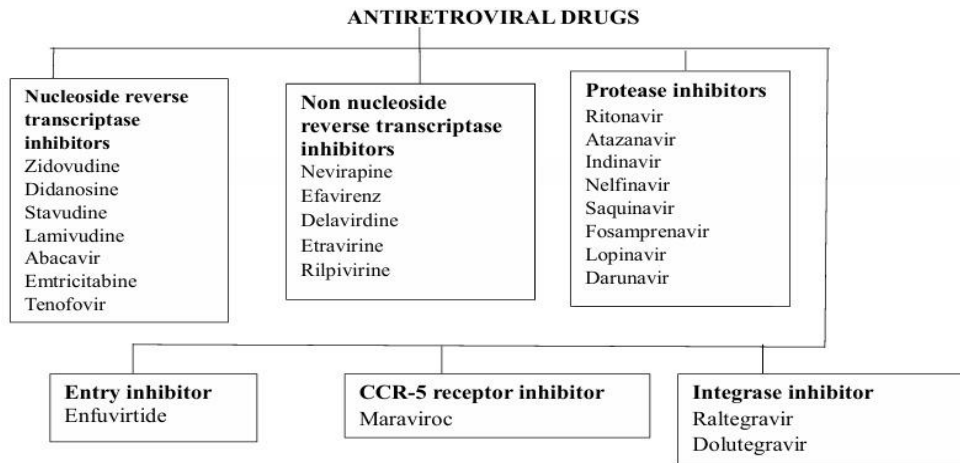 ANTIRETROVIRAL DRUGS
Nucleoside reverse
transcriptase
inhibitors
Zidovudine
Didanosine
Stavudine
Lamivudine
Abacavir
Emtricitabine
Tenofovir
Non nucleoside
reverse transcriptase
inhibitors
Nevirapine
Efavirenz
Delavirdine
Etravirine
Rilpivirine
Protease inhibitors
Ritonavir
Atazanavir
Indinavir
Nelfinavir
Saquinavir
Fosamprenavir
Lopinavir
Darunavir
Entry inhibitor
Enfuvirtide
CCR-5 receptor inhibitor
Maraviroc
Integrase inhibitor
Raltegravir
Dolutegravir